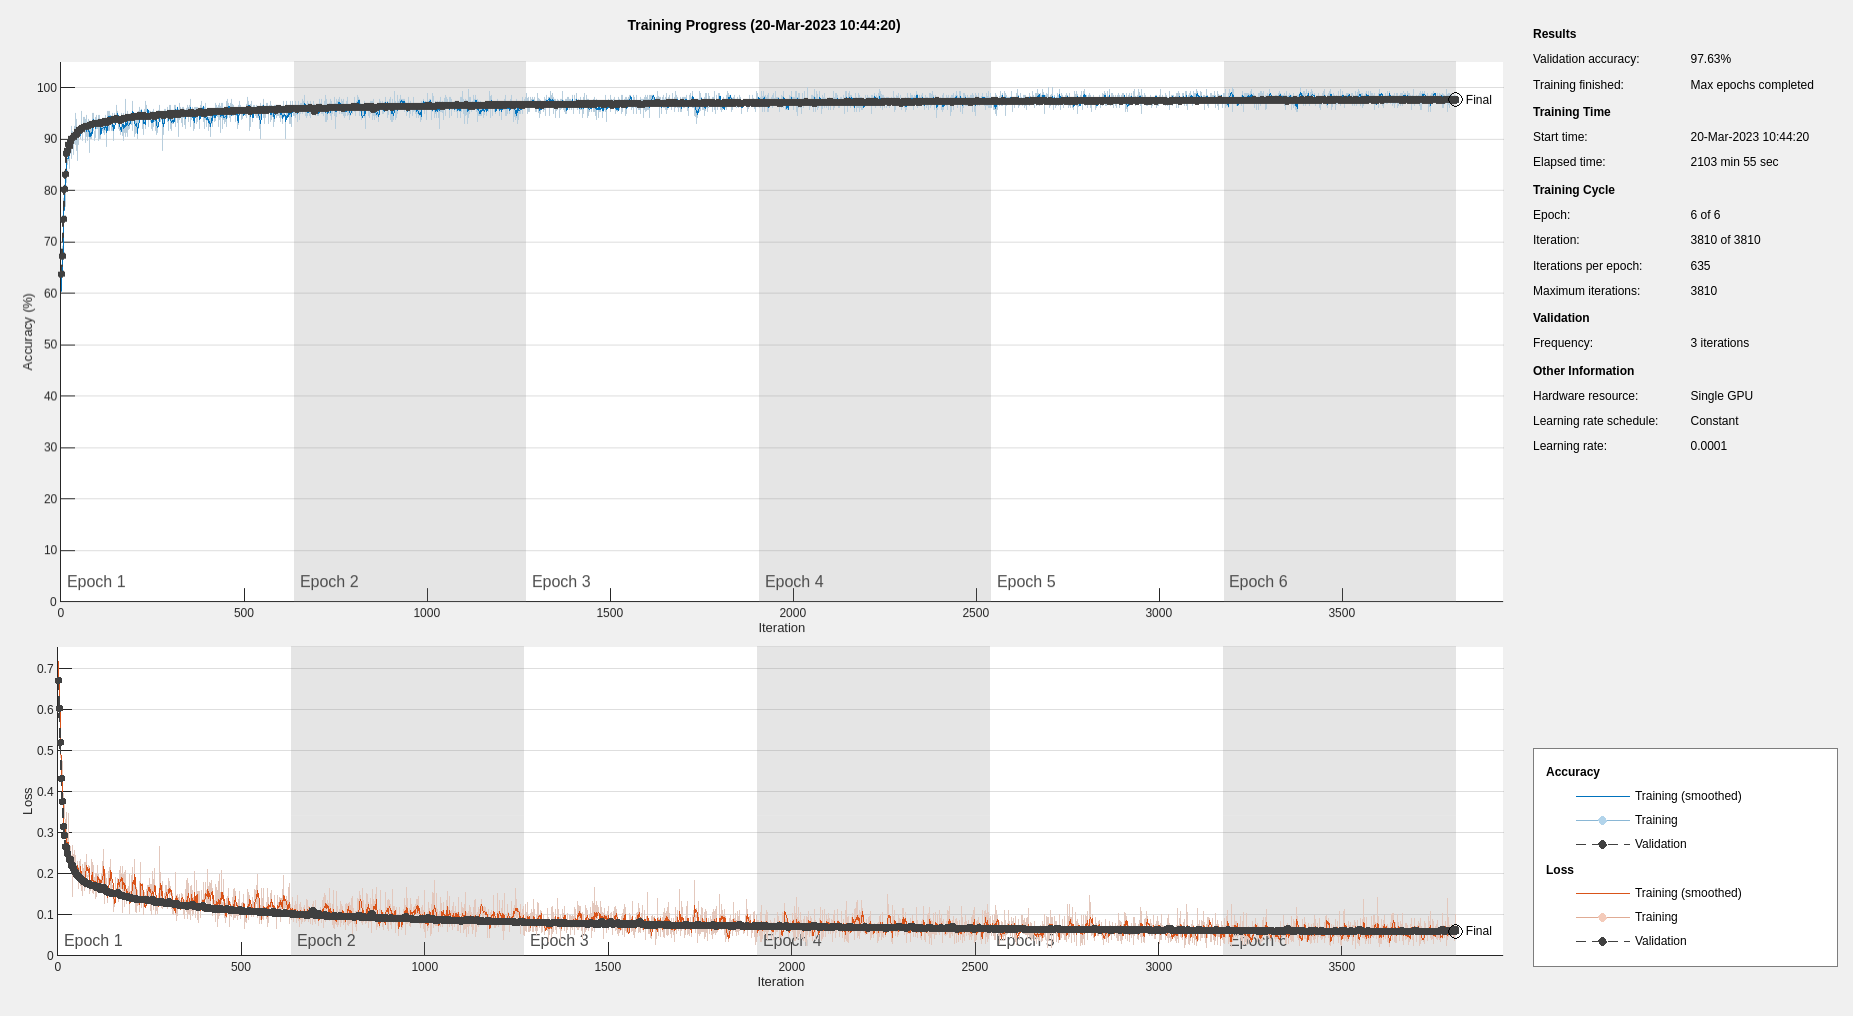 Training Progress (20-Mar-2023 10:44:20)
100
90
80
70
60
50
40
30
20
10
0
Accuracy (%)
Epoch 1
Epoch 2
Epoch 3
Epoch 4
Epoch 5
Epoch 6
Final
0
500
1000
1500
2000
2500
3000
3500
Iteration
0.7
0.6
0.5
0.4
0.3
0.2
0.1
0
Loss
Epoch 1
Epoch 2
Epoch 3
Epoch 4
Epoch 5
Epoch 6
Final
0
500
1000
1500
2000
2500
3000
3500
Iteration
Results
Validation accuracy: 97.63%
Training finished: Max epochs completed
Training Time
Start time: 20-Mar-2023 10:44:20
Elapsed time: 2103 min 55 sec
Training Cycle
Epoch: 6 of 6
Iteration: 3810 of 3810
Iterations per epoch: 635
Maximum iterations: 3810
Validation
Frequency: 3 iterations
Other Information
Hardware resource: Single GPU
Learning rate schedule: Constant
Learning rate: 0.0001
Accuracy
Training (smoothed)
Training
Validation
Loss
Training (smoothed)
Training
Validation